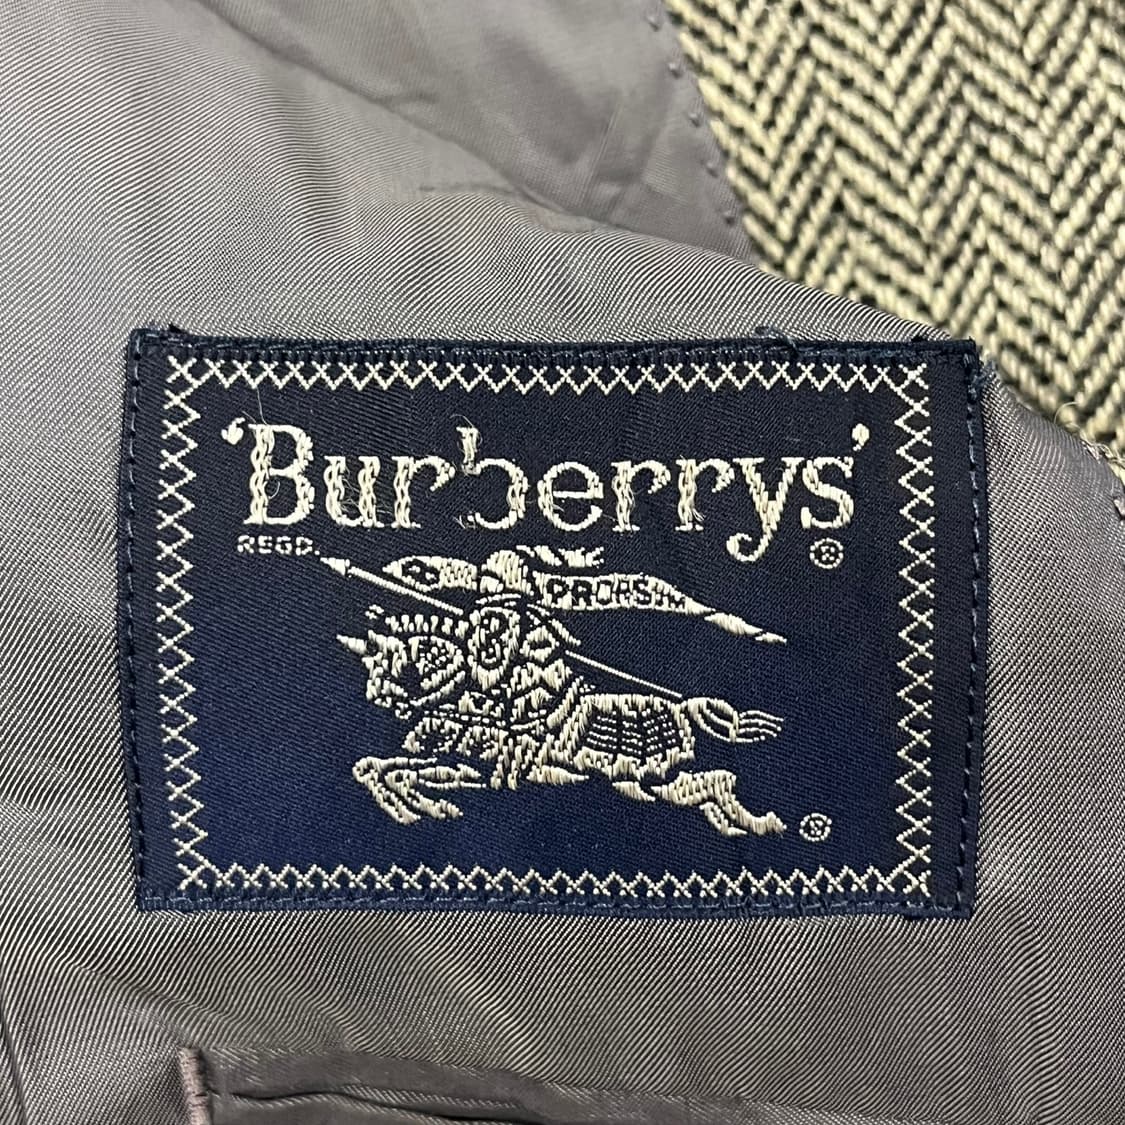 'Burberrys'
REGD. ®
PRORSUM
®